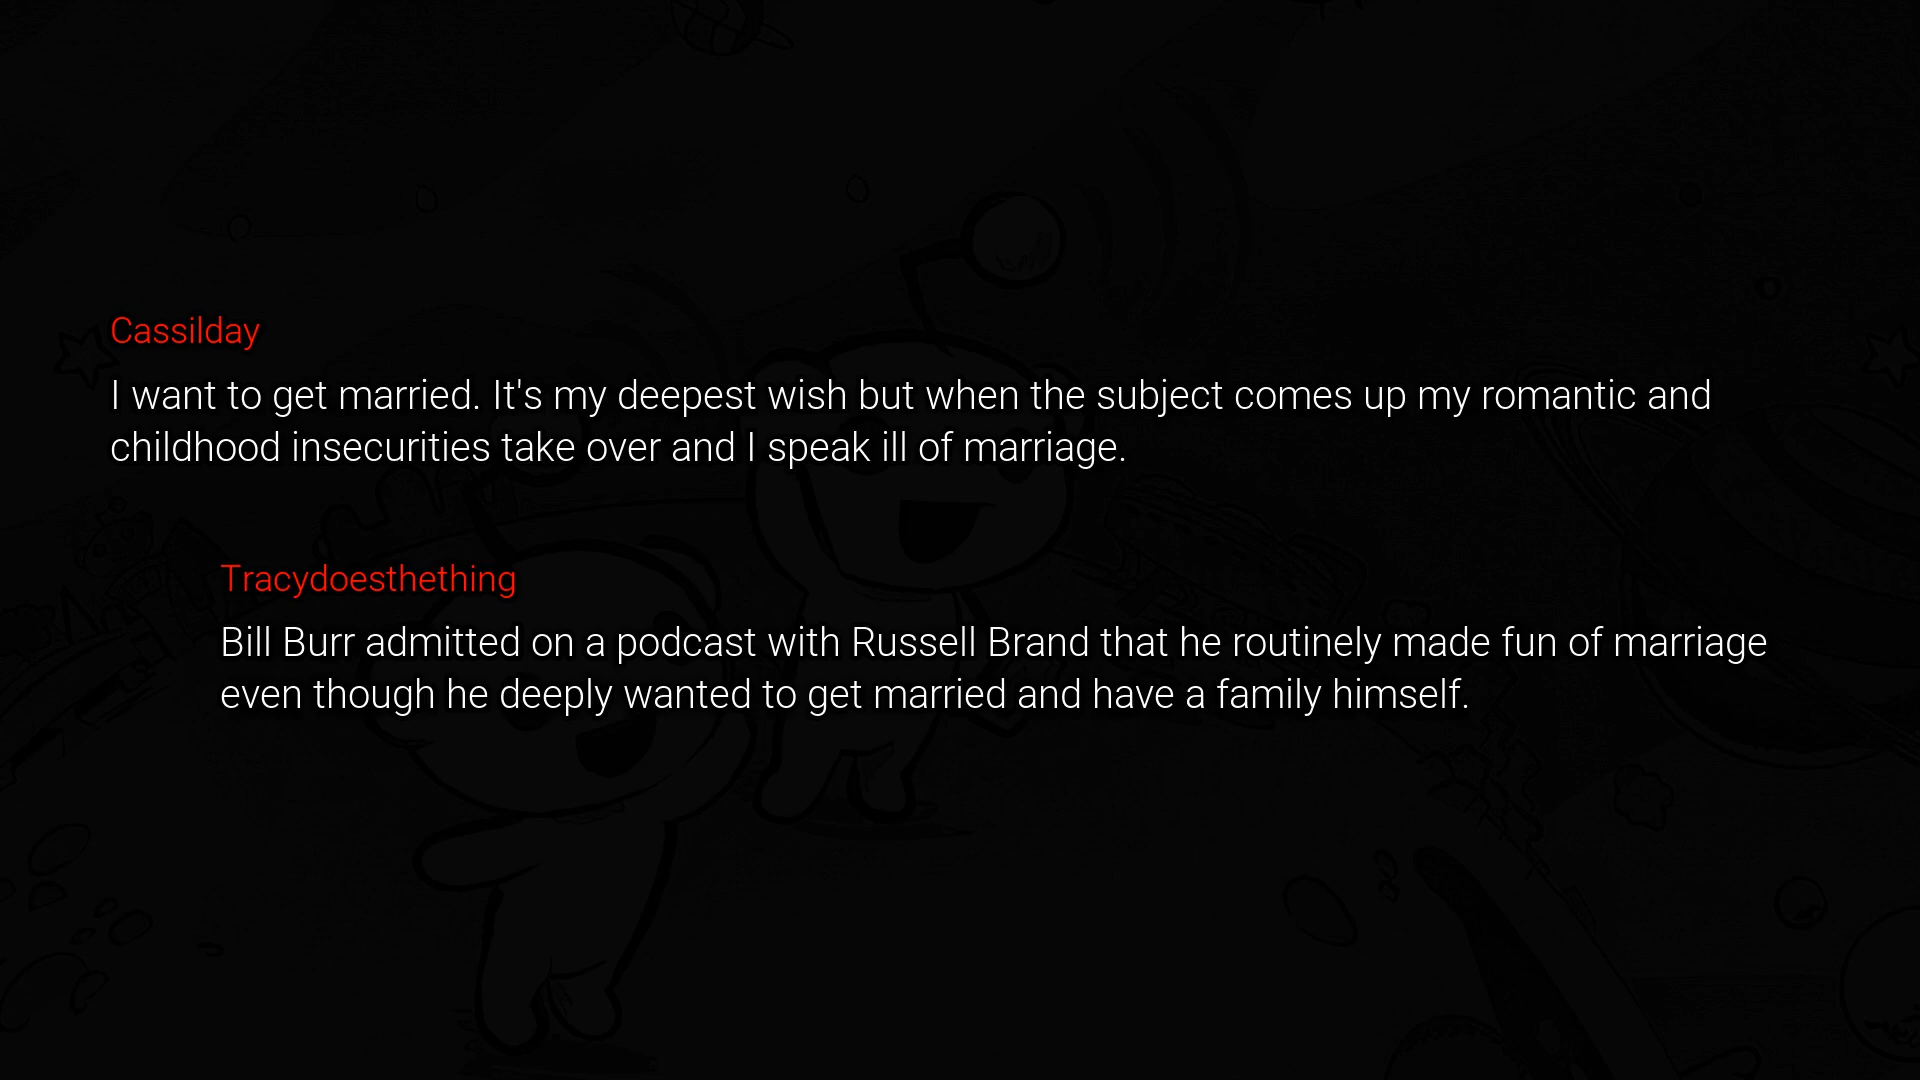 Cassilday
I want to get married. It's my deepest wish but when the subject comes up my romantic and
childhood insecurities take over and I speak ill of marriage.
Tracydoesthething
Bill Burr admitted on a podcast with Russell Brand that he routinely made fun of marriage
even though he deeply wanted to get married and have a family himself.